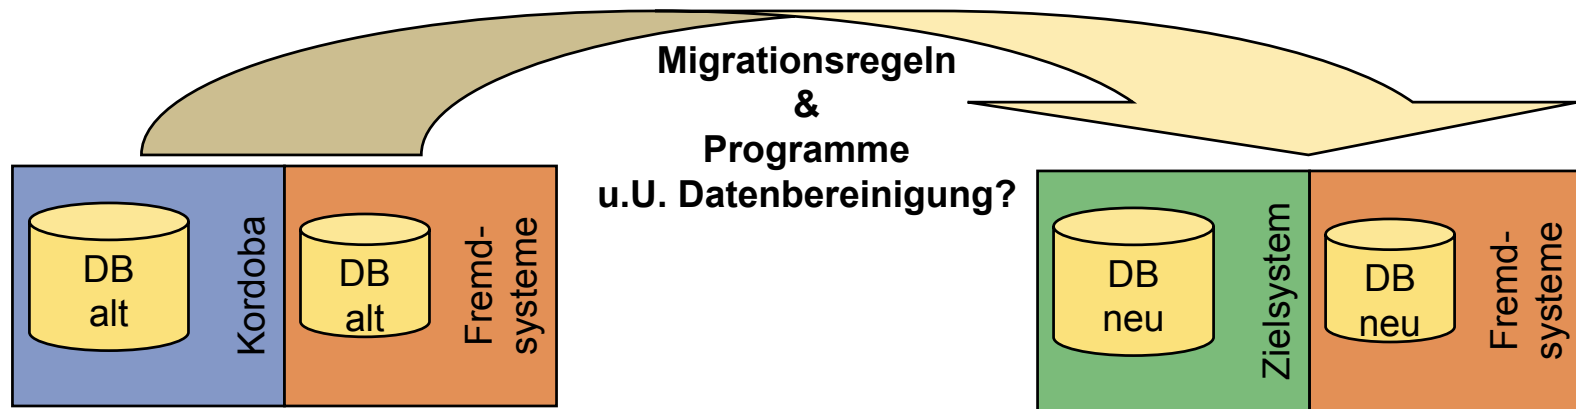 Migrationsregeln
&
Programme
u.U. Datenbereinigung?
DB
alt
Kordoba
DB
alt
Fremd-
systeme
DB
neu
Zielsystem
DB
neu
Fremd-
systeme